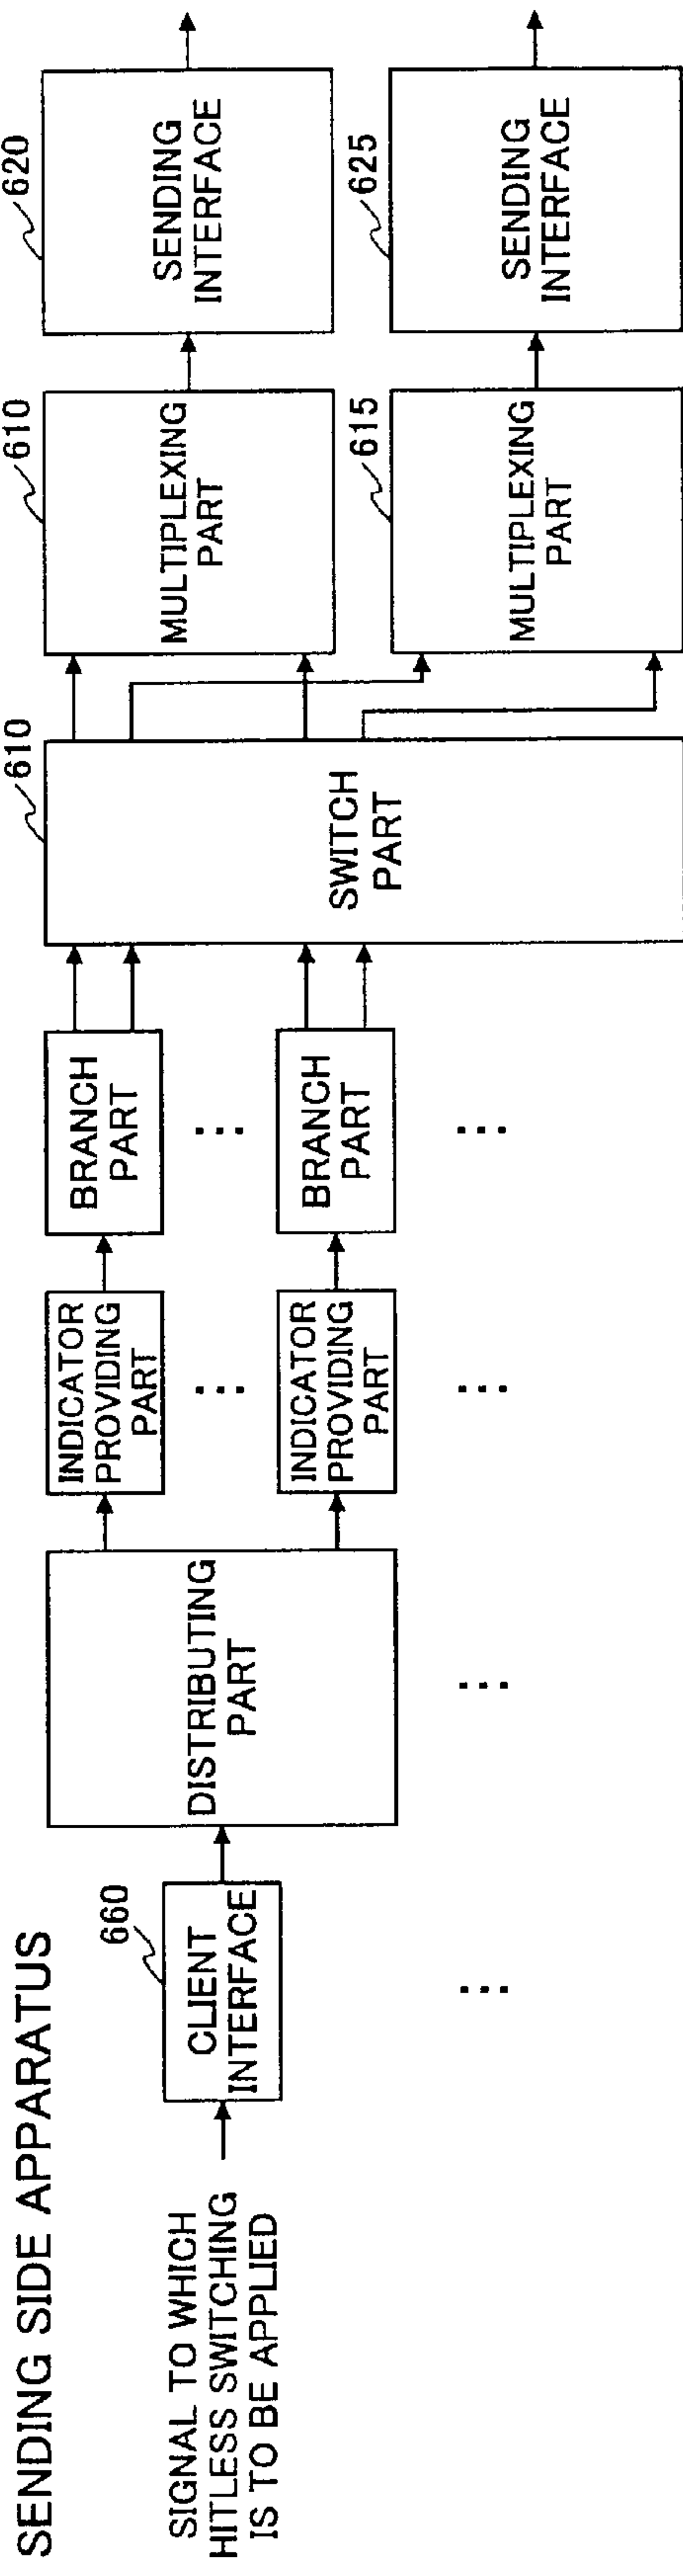 SENDING SIDE APPARATUS
SIGNAL TO WHICH
HITLESS SWITCHING
IS TO BE APPLIED
660
CLIENT
INTERFACE
...
DISTRIBUTING
PART
...
INDICATOR
PROVIDING
PART
...
INDICATOR
PROVIDING
PART
...
BRANCH
PART
...
BRANCH
PART
...
610
SWITCH
PART
610
MULTIPLEXING
PART
615
MULTIPLEXING
PART
620
SENDING
INTERFACE
625
SENDING
INTERFACE